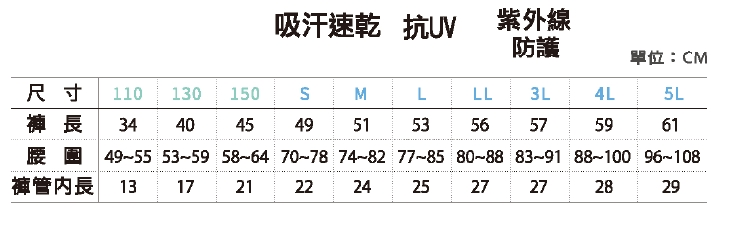 吸汗速乾 抗UV 紫外線防護
單位：CM
尺寸 110 130 150 S M L LL 3L 4L 5L
褲長 34 40 45 49 51 53 56 57 59 61
腰圍 49~55 53~59 58~64 70~78 74~82 77~85 80~88 83~91 88~100 96~108
褲管內長 13 17 21 22 24 25 27 27 28 29